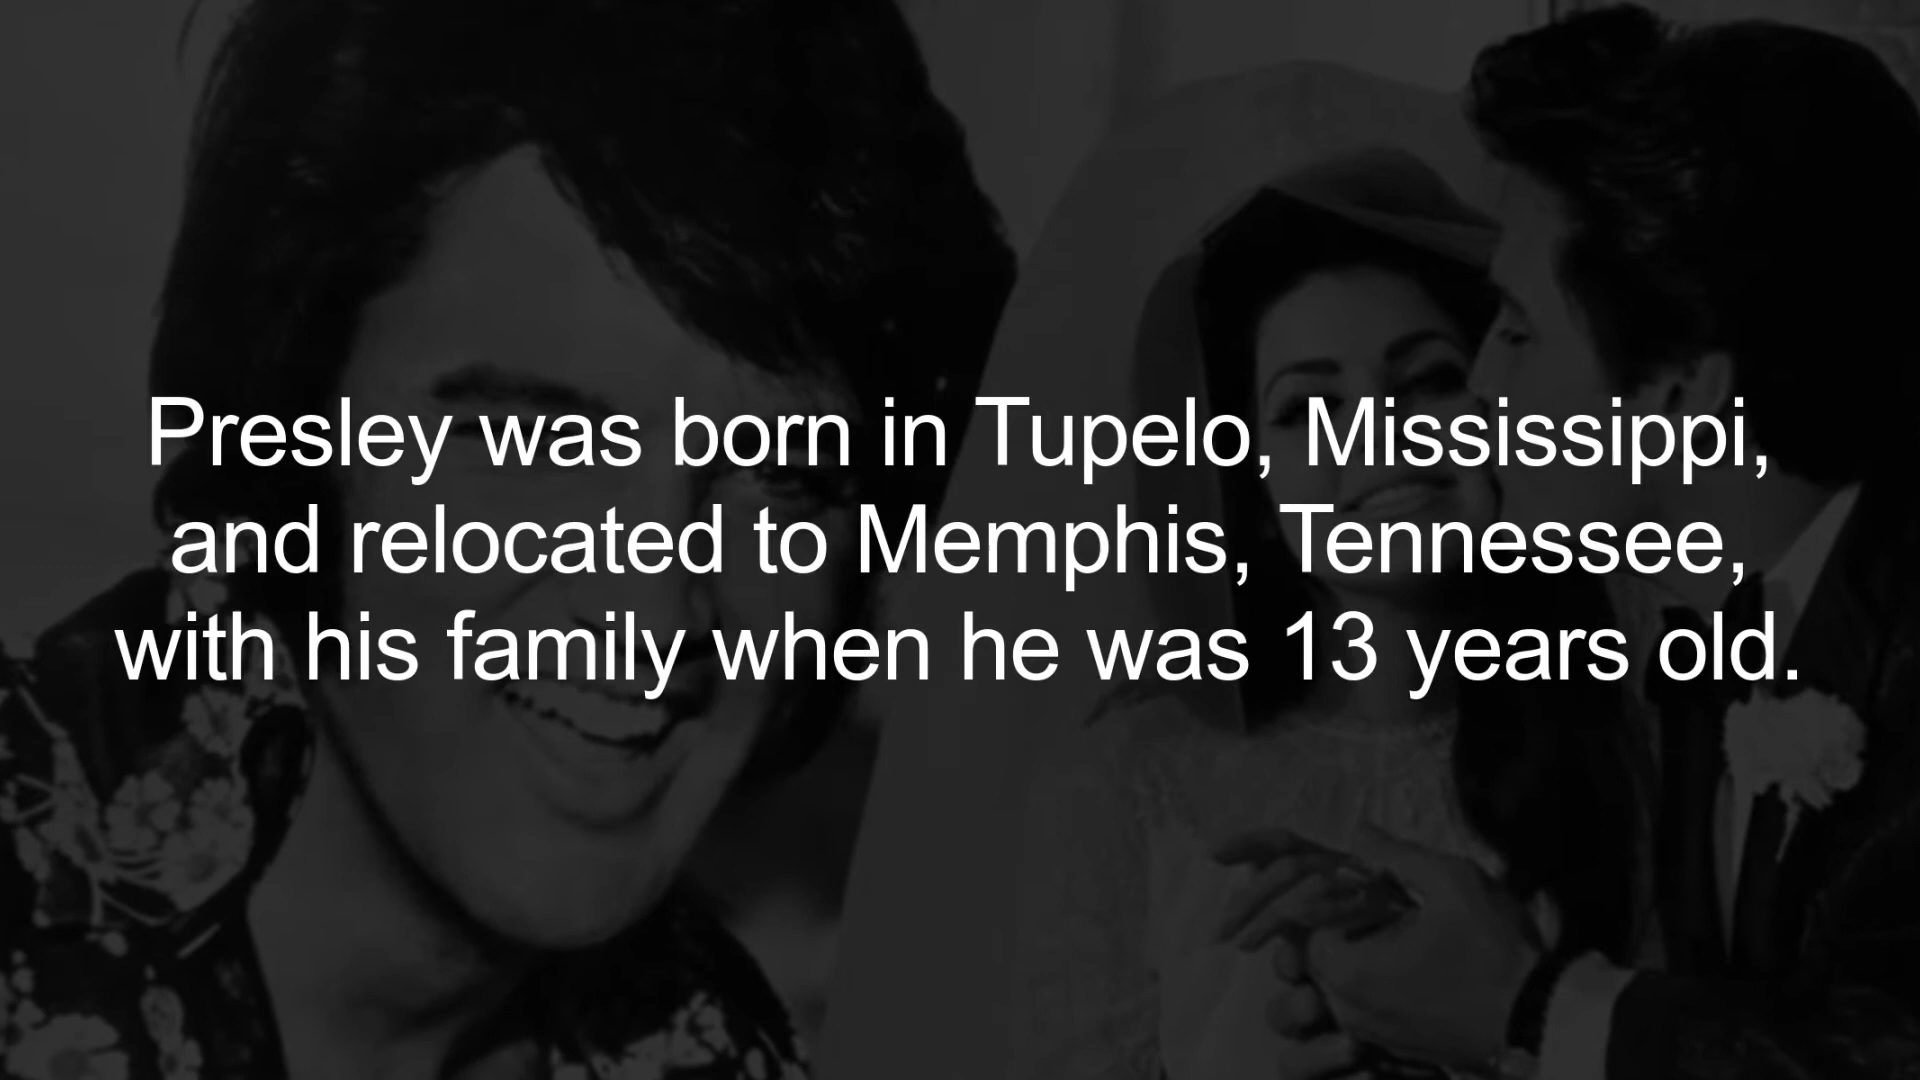 Presley was born in Tupelo, Mississippi,
and relocated to Memphis, Tennessee,
with his family when he was 13 years old.